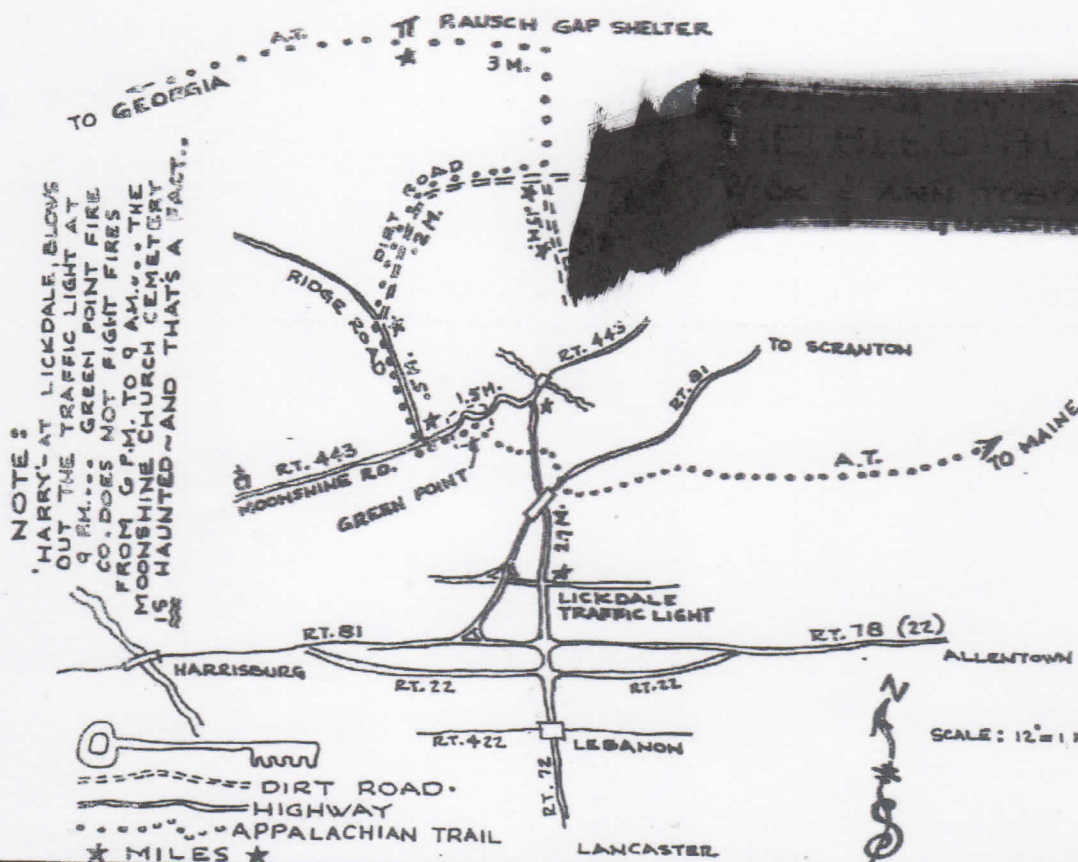 A.T.
RAUSCH GAP SHELTER
3 M.
TO GEORGIA
DIRT ROAD
.2 M.
RIDGE ROAD
.5 M.
1.5 M.
RT. 443
RT. 81
TO SCRANTON
RT. 443
MOONSHINE RD.
GREEN POINT
A.T.
TO MAINE
2.7 M.
LICKDALE
TRAFFIC LIGHT
NOTE:
'HARRY'- AT LICKDALE, BLOWS
OUT THE TRAFFIC LIGHT AT
9 P.M.... GREEN POINT FIRE
CO. DOES NOT FIGHT FIRES
FROM 6 P.M. TO 9 A.M.... THE
MOONSHINE CHURCH CEMETERY
IS HAUNTED~AND THAT'S A FACT..
RT. 81
RT. 78 (22)
HARRISBURG
ALLENTOWN
RT. 22
RT. 22
RT. 422
LEBANON
RT. 72
LANCASTER
N
S
SCALE: 12"=1
DIRT ROAD.
HIGHWAY
APPALACHIAN TRAIL
MILES